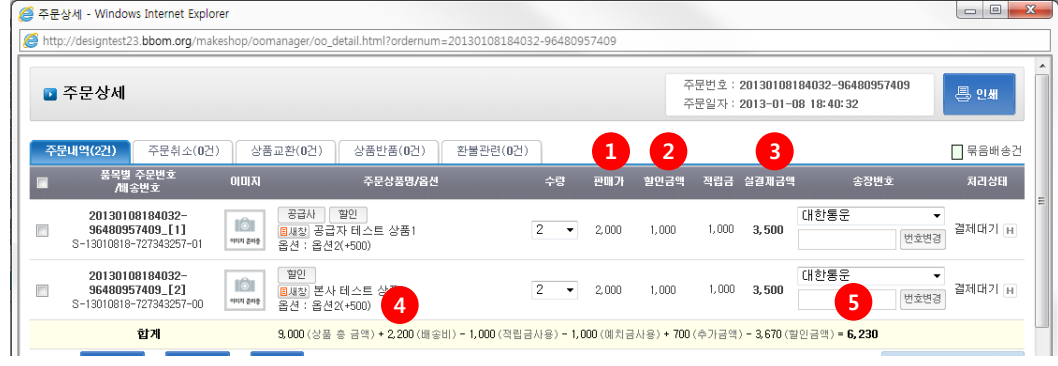 주문상세 - Windows Internet Explorer
http://designtest23.bbom.org/makeshop/oomanager/oo_detail.html?ordernum=20130108184032-96480957409
주문상세
주문번호 : 20130108184032-96480957409
주문일자 : 2013-01-08 18:40:32
인쇄
주문내역(2건) 주문취소(0건) 상품교환(0건) 상품반품(0건) 환불관련(0건)
1 2 3
묶음배송건
품목별 주문번호
/배송번호
이미지 주문상품명/옵션 수량 판매가 할인금액 적립금 실결제금액 송장번호 처리상태
20130108184032-
96480957409_[1]
S-13010818-727343257-01
이미지 준비중
공급사 할인
새창 공급자 테스트 상품1
옵션 : 옵션2(+500)
2 2,000 1,000 1,000 3,500
대한통운
번호변경
결제대기 H
20130108184032-
96480957409_[2]
S-13010818-727343257-00
이미지 준비중
할인
새창 본사 테스트
옵션 : 옵션2(+500)
4
2 2,000 1,000 1,000 3,500
대한통운
5
번호변경
결제대기 H
합계 9,000 (상품 총 금액) + 2,200 (배송비) - 1,000 (적립금사용) - 1,000 (예치금사용) + 700 (추가금액) - 3,670 (할인금액) = 6,230